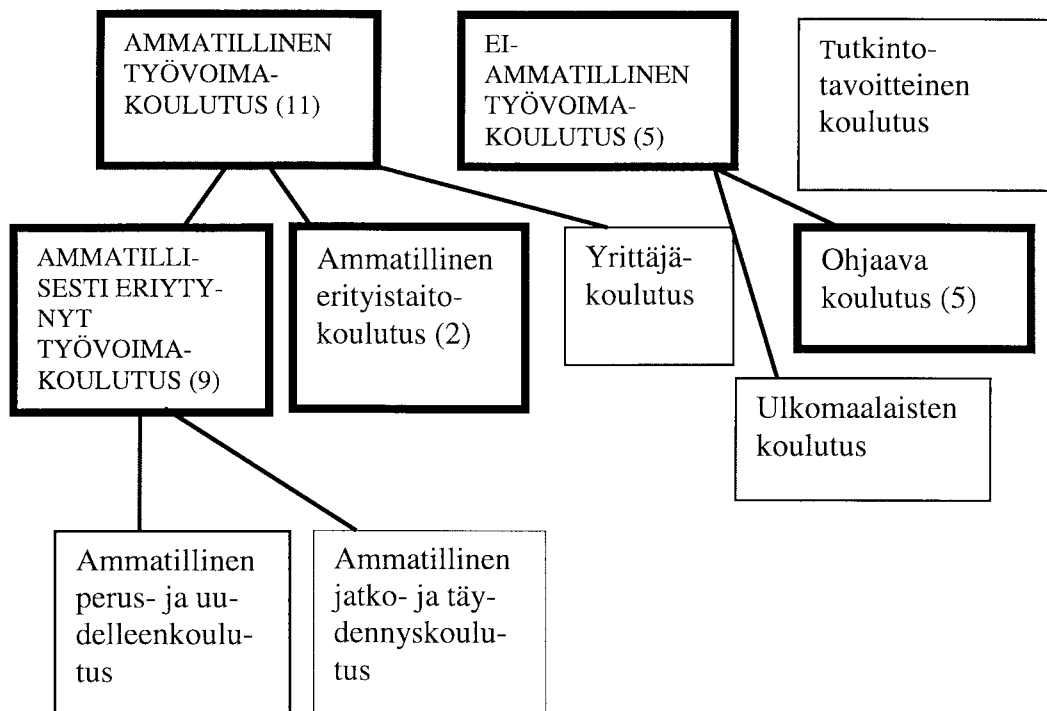 AMMATILLINEN
TYÖVOIMA-
KOULUTUS (11)
EI-
AMMATILLINEN
TYÖVOIMA-
KOULUTUS (5)
Tutkinto-
tavoitteinen
koulutus
AMMATILLI-
SESTI ERIYTY-
NYT
TYÖVOIMA-
KOULUTUS (9)
Ammatillinen
erityistaito-
koulutus (2)
Yrittäjä-
koulutus
Ohjaava
koulutus (5)
Ulkomaalaisten
koulutus
Ammatillinen
perus- ja uu-
delleenkoulu-
tus
Ammatillinen
jatko- ja täy-
dennyskoulu-
tus